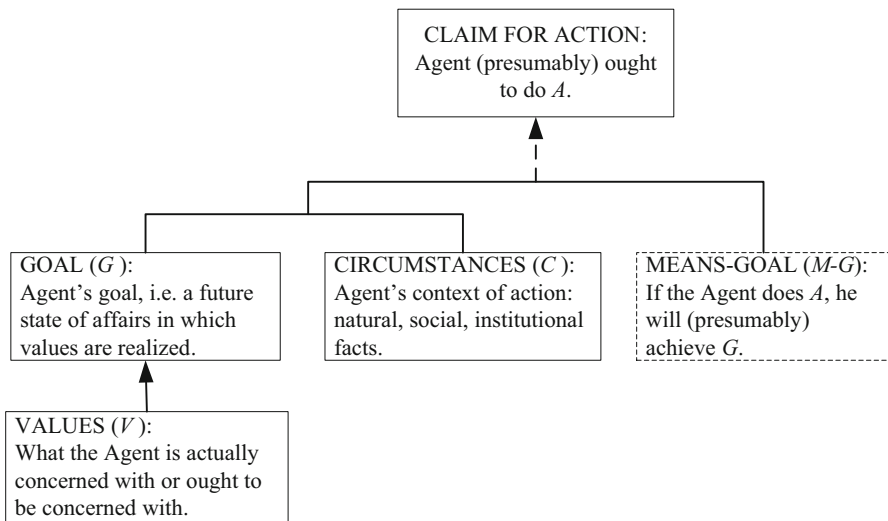 CLAIM FOR ACTION:
Agent (presumably) ought
to do A.
GOAL (G ):
Agent's goal, i.e. a future
state of affairs in which
values are realized.
CIRCUMSTANCES (C ):
Agent's context of action:
natural, social, institutional
facts.
MEANS-GOAL (M-G):
If the Agent does A, he
will (presumably)
achieve G.
VALUES (V ):
What the Agent is actually
concerned with or ought to
be concerned with.